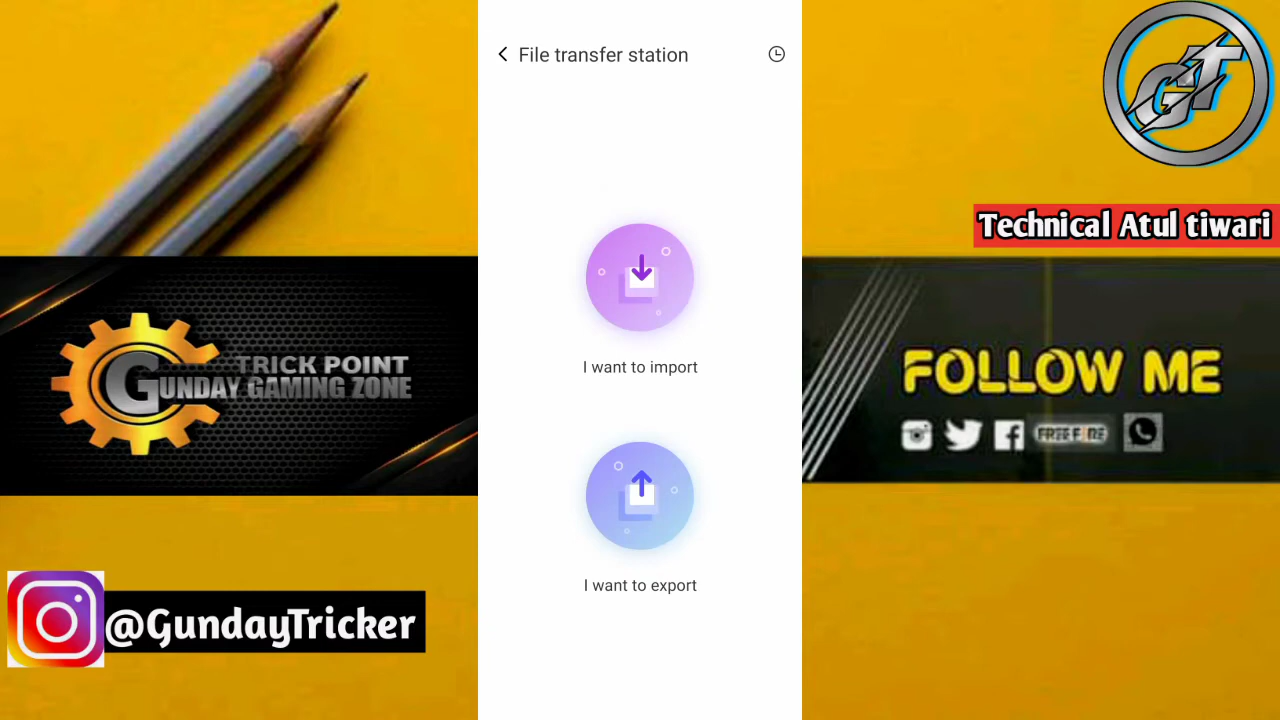 File transfer station
I want to import
I want to export
TRICK POINT
GUNDAY GAMING ZONE
@GundayTricker
GT
Technical Atul tiwari
FOLLOW ME
FREE FIRE